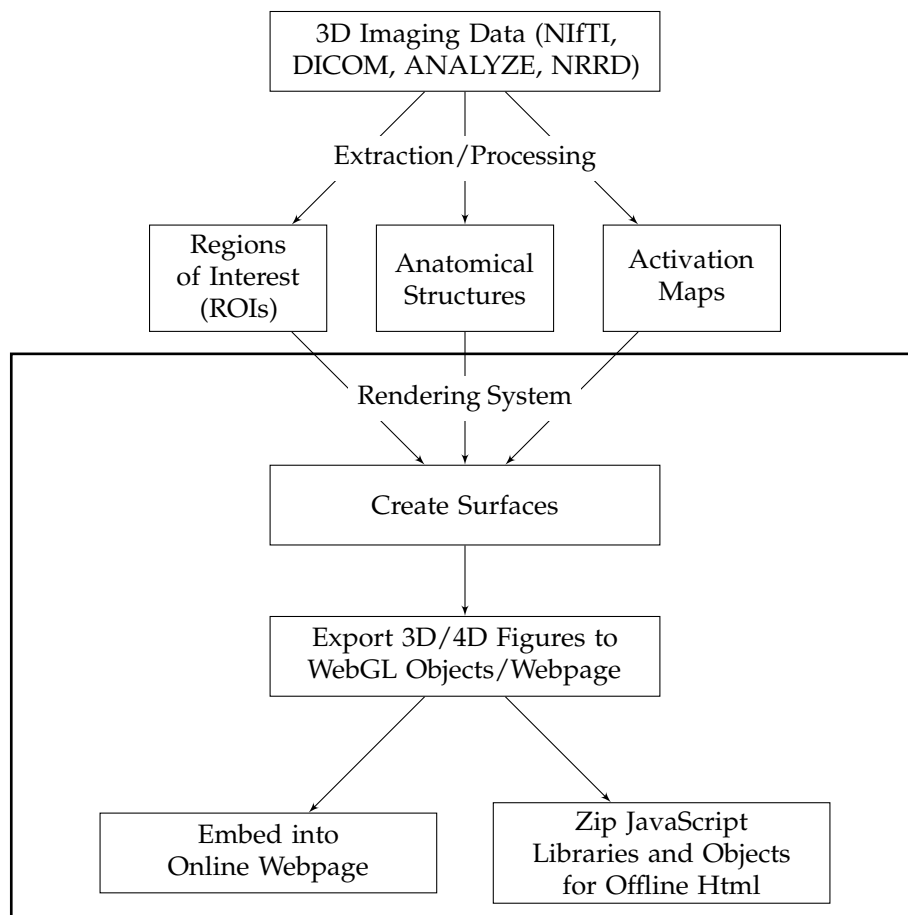 3D Imaging Data (NIfTI,
DICOM, ANALYZE, NRRD)
Extraction/Processing
Regions
of Interest
(ROIs)
Anatomical
Structures
Activation
Maps
Rendering System
Create Surfaces
Export 3D/4D Figures to
WebGL Objects/Webpage
Embed into
Online Webpage
Zip JavaScript
Libraries and Objects
for Offline Html